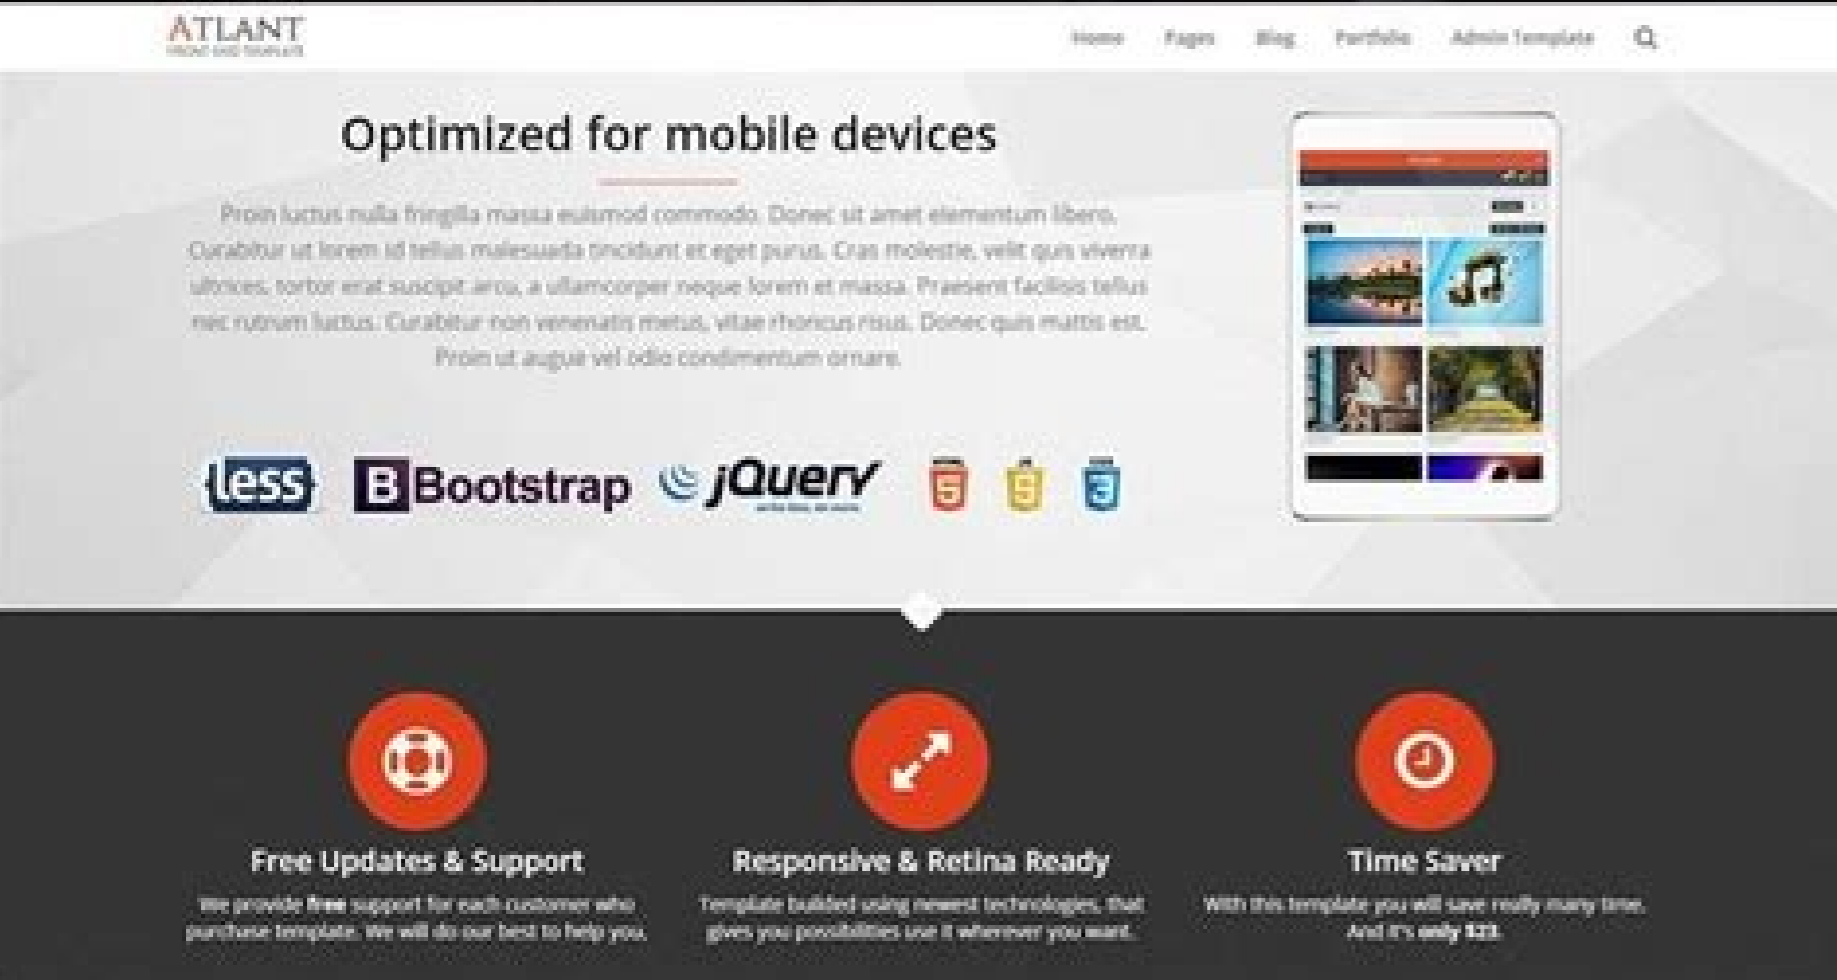 ATLANT
FRONT-END TEMPLATE
Home Pages Blog Portfolio Admin Template
Optimized for mobile devices
Proin luctus nulla fringilla massa euismod commodo. Donec sit amet elementum libero.
Curabitur ut lorem id tellus malesuada tincidunt et eget purus. Cras molestie, velit quis viverra
ultrices, tortor erat suscipit arcu, a ullamcorper neque lorem et massa. Praesent facilisis tellus
nec rutrum luctus. Curabitur non venenatis metus, vitae rhoncus risus. Donec quis mattis est.
Proin ut augue vel odio condimentum ornare.
{less} B Bootstrap jQuery 5 5 3
Free Updates & Support
We provide free support for each customer who
purchase template. We will do our best to help you.
Responsive & Retina Ready
Template builded using newest technologies, that
gives you possibilities use it wherever you want.
Time Saver
With this template you will save really many time.
And it's only $23.